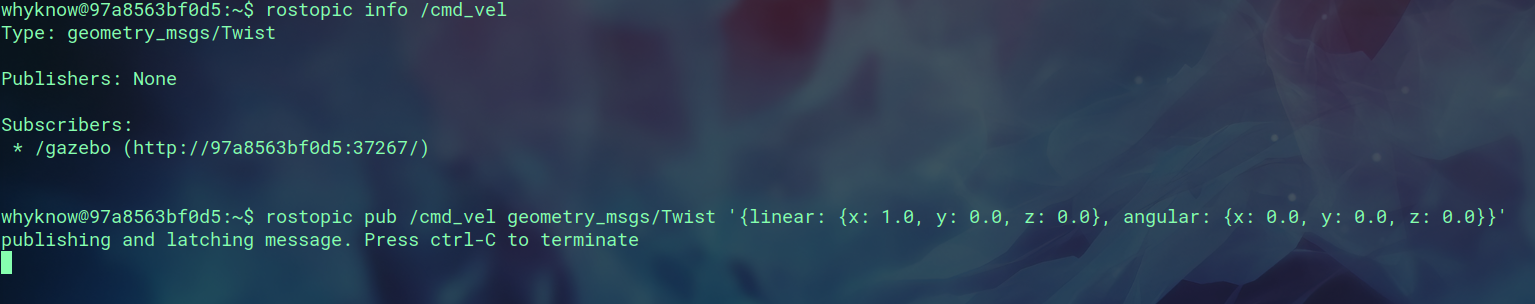 whyknow@97a8563bf0d5:~$ rostopic info /cmd_vel
Type: geometry_msgs/Twist
Publishers: None
Subscribers:
* /gazebo (http://97a8563bf0d5:37267/)
whyknow@97a8563bf0d5:~$ rostopic pub /cmd_vel geometry_msgs/Twist '{linear: {x: 1.0, y: 0.0, z: 0.0}, angular: {x: 0.0, y: 0.0, z: 0.0}}'
publishing and latching message. Press ctrl-C to terminate